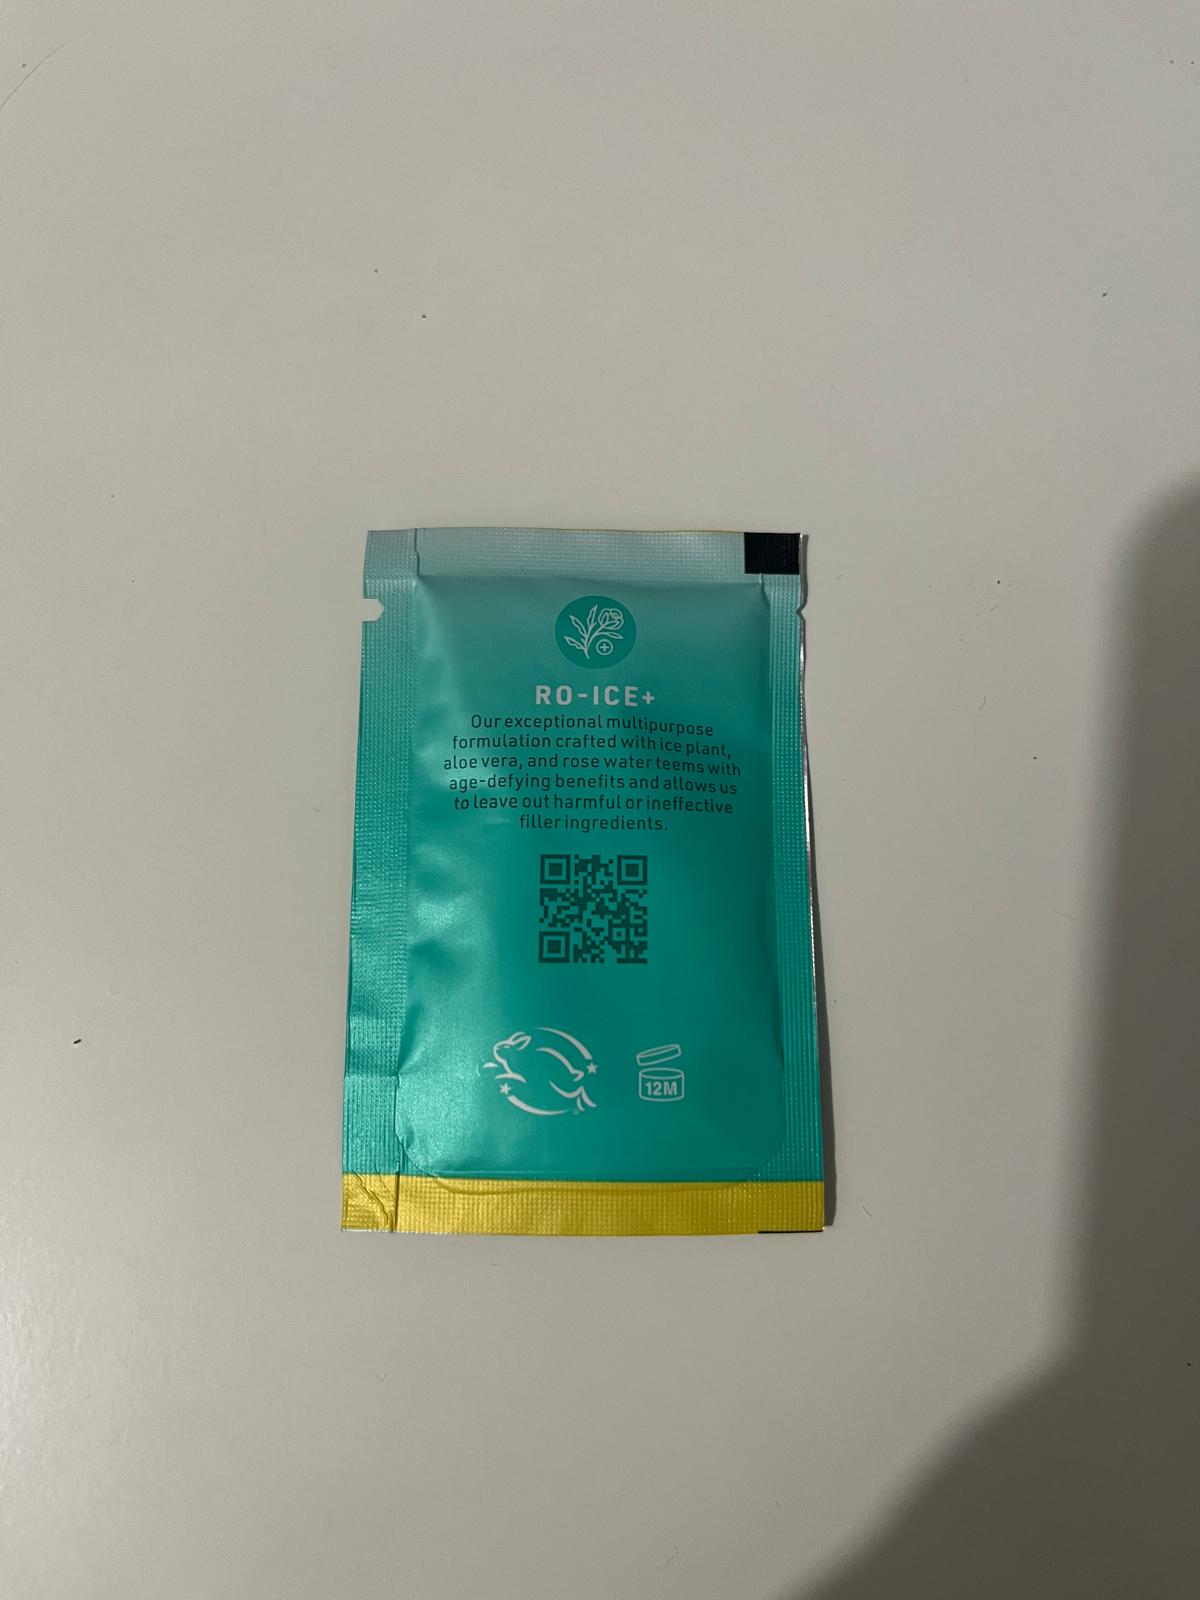 RO-ICE+
Our exceptional multipurpose
formulation crafted with ice plant,
aloe vera, and rose water teems with
age-defying benefits and allows us
to leave out harmful or ineffective
filler ingredients.
12M